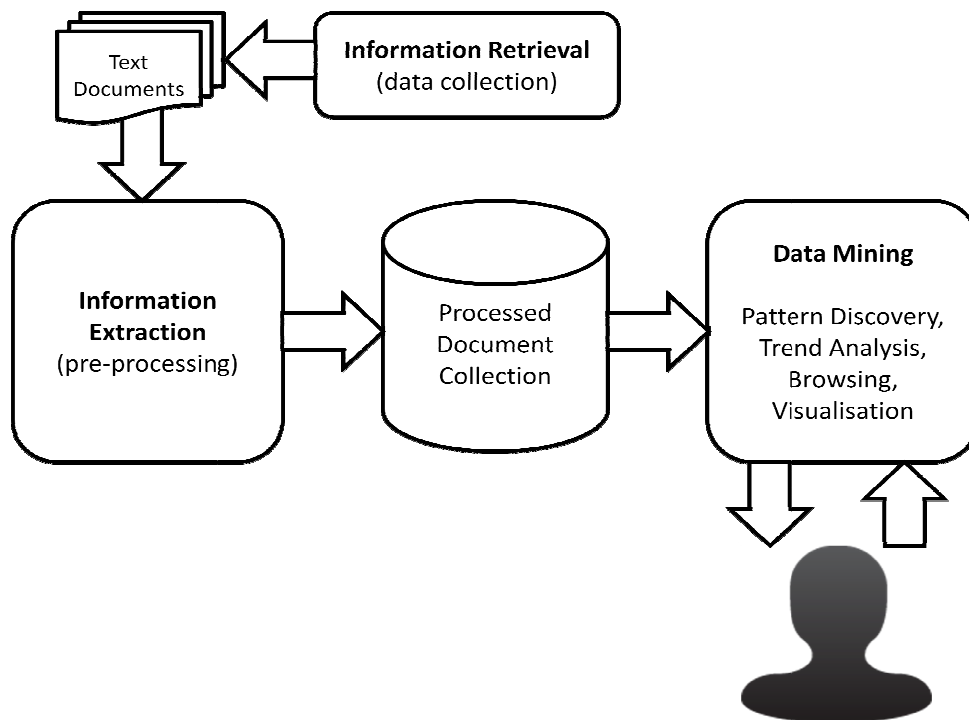 Text
Documents
Information Retrieval
(data collection)
Information
Extraction
(pre-processing)
Processed
Document
Collection
Data Mining
Pattern Discovery,
Trend Analysis,
Browsing,
Visualisation